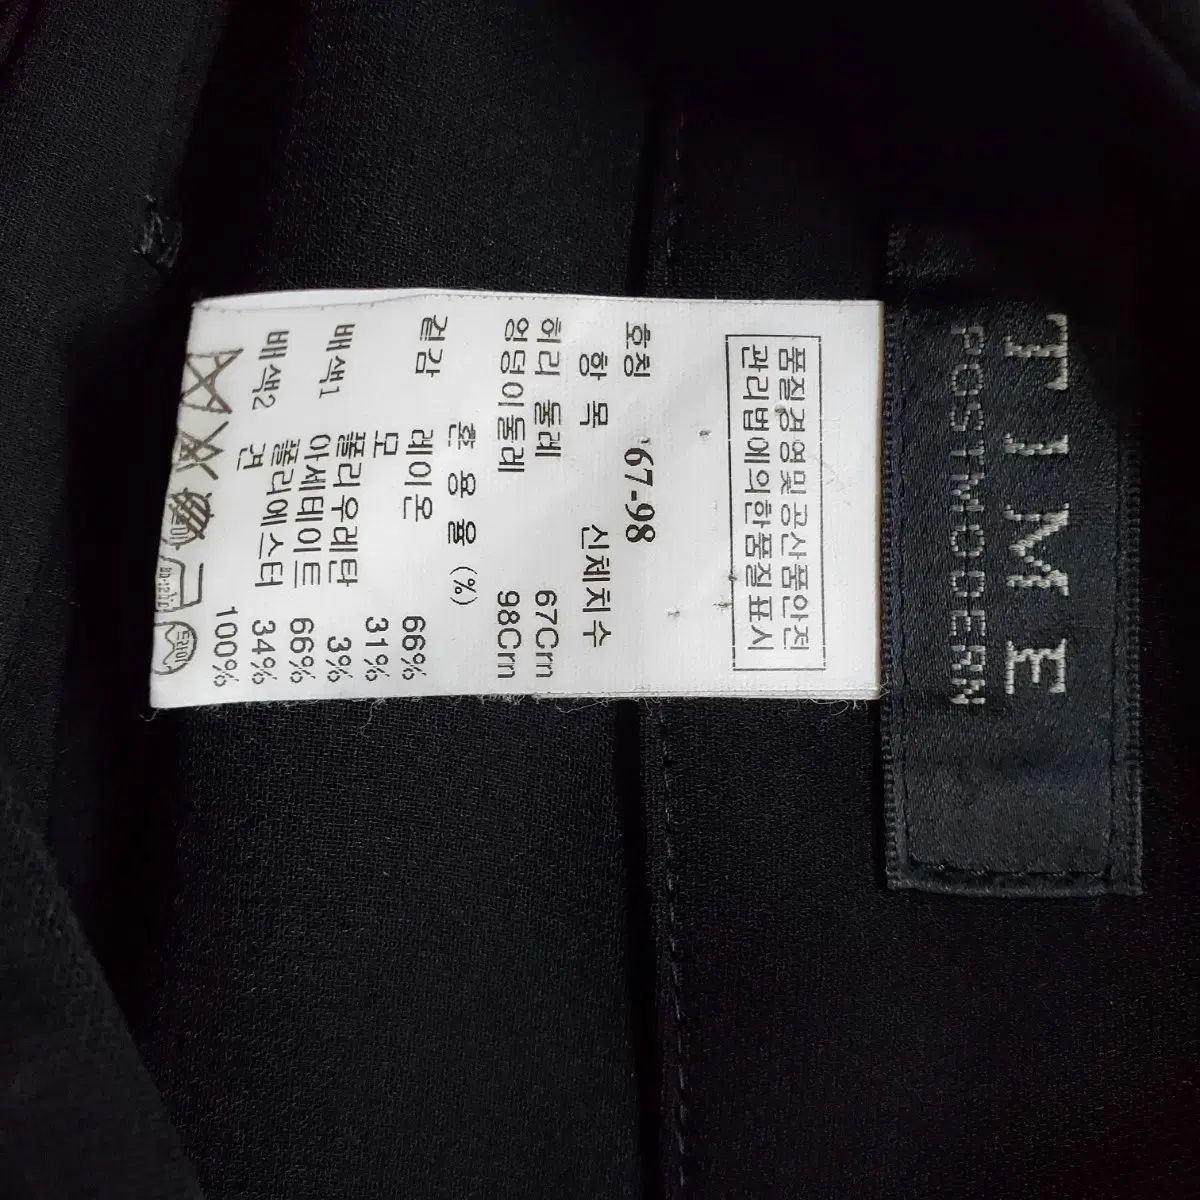 TIME
POSTMODERN
품질경영및공산품안전
관리법에의한품질표시
호칭 '67-98
항 목 신체치수
허리 둘레 67Cm
엉덩이둘레 98Cm
혼 용 율 (%)
겉감 레이온 66%
모 31%
폴리우레탄 3%
배색1 아세테이트 66%
폴리에스터 34%
배색2 견 100%
드라이